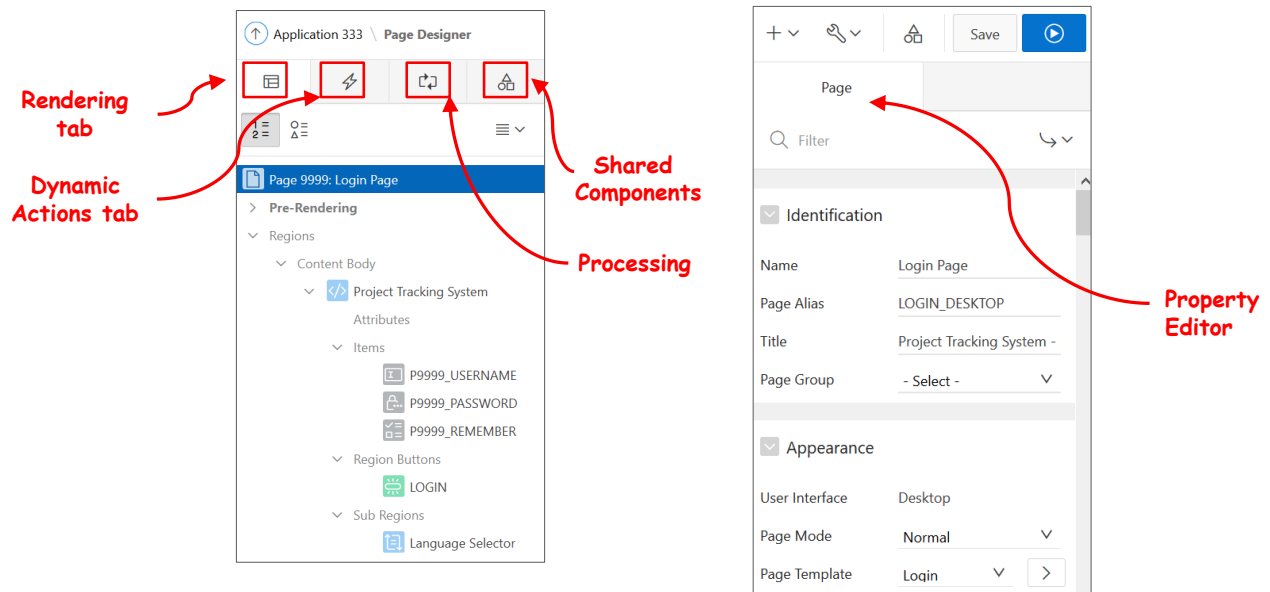 Application 333 \ Page Designer
Rendering
tab
Dynamic
Actions tab
Page 9999: Login Page
Pre-Rendering
Regions
Content Body
Project Tracking System
Attributes
Items
P9999_USERNAME
P9999_PASSWORD
P9999_REMEMBER
Region Buttons
LOGIN
Sub Regions
Language Selector
Shared
Components
Processing
Save
Page
Filter
Identification
Name Login Page
Page Alias LOGIN_DESKTOP
Title Project Tracking System -
Page Group - Select -
Appearance
User Interface Desktop
Page Mode Normal
Page Template Login
Property
Editor